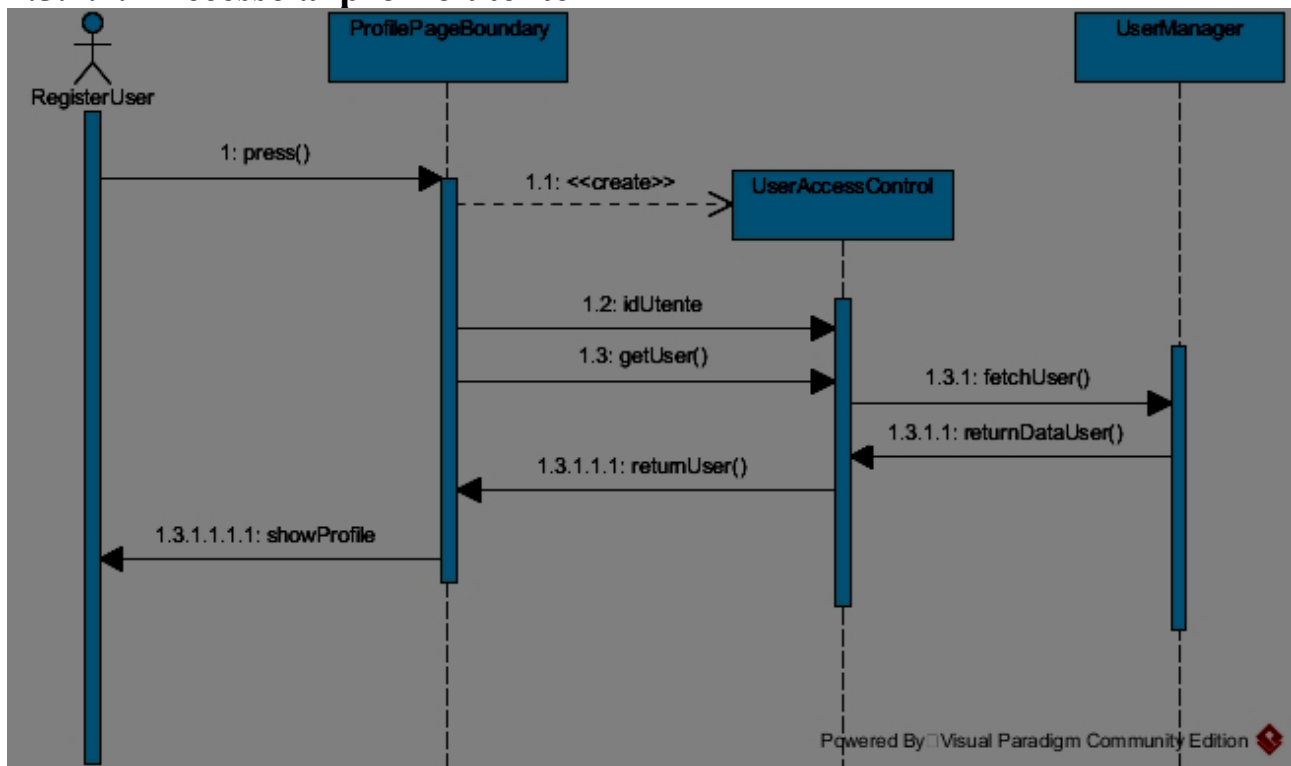 ProfilePageBoundary
UserManager
RegisterUser
1: press()
1.1: <<create>>
UserAccessControl
1.2: idUtente
1.3: getUser()
1.3.1: fetchUser()
1.3.1.1: returnDataUser()
1.3.1.1.1: returnUser()
1.3.1.1.1.1: showProfile
Powered By Visual Paradigm Community Edition